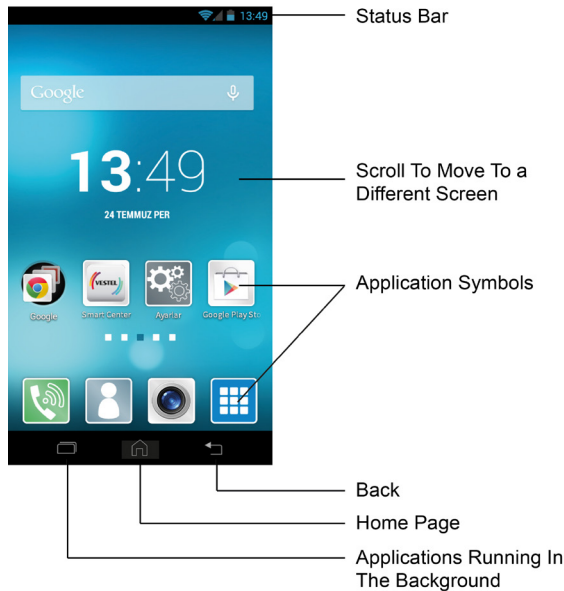 13:49
Status Bar
Google
13:49
24 TEMMUZ PER
Scroll To Move To a
Different Screen
VESTEL
Google
Smart Center
Ayarlar
Google Play Sto
Application Symbols
Back
Home Page
Applications Running In
The Background